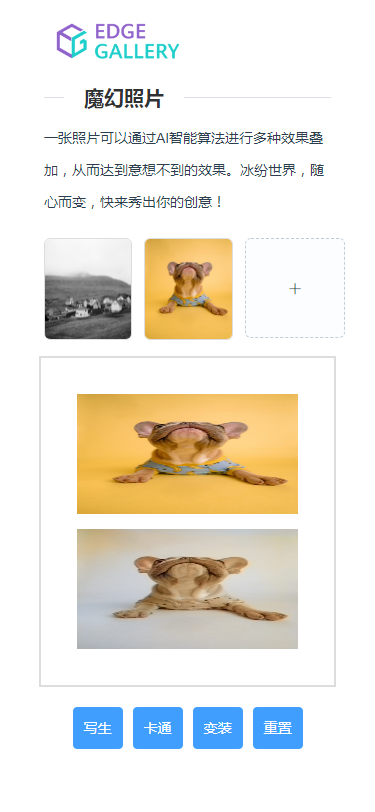 EDGE
GALLERY
魔幻照片
一张照片可以通过AI智能算法进行多种效果叠
加，从而达到意想不到的效果。冰纷世界，随
心而变，快来秀出你的创意！
+
写生 卡通 变装 重置